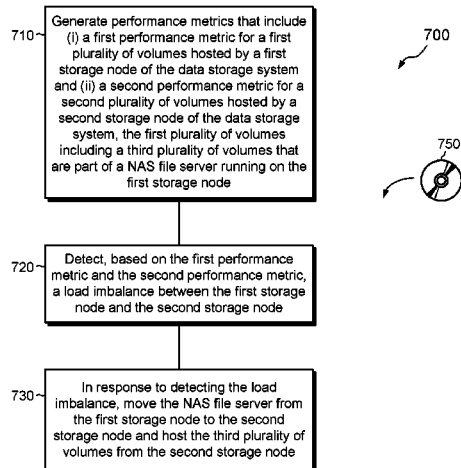 710
Generate performance metrics that include
(i) a first performance metric for a first
plurality of volumes hosted by a first
storage node of the data storage system
and (ii) a second performance metric for a
second plurality of volumes hosted by a
second storage node of the data storage
system, the first plurality of volumes
including a third plurality of volumes that
are part of a NAS file server running on the
first storage node
700
750
720
Detect, based on the first performance
metric and the second performance metric,
a load imbalance between the first storage
node and the second storage node
730
In response to detecting the load
imbalance, move the NAS file server from
the first storage node to the second
storage node and host the third plurality of
volumes from the second storage node